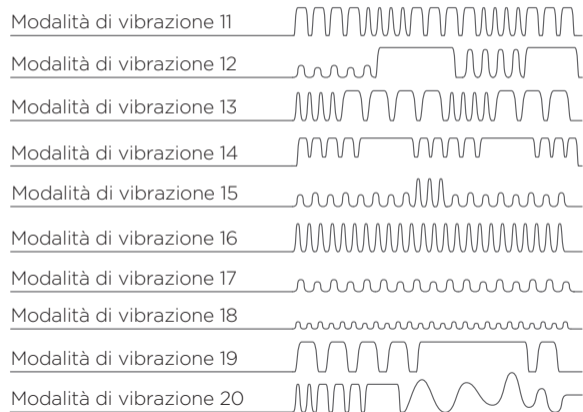 Modalità di vibrazione 11
Modalità di vibrazione 12
Modalità di vibrazione 13
Modalità di vibrazione 14
Modalità di vibrazione 15
Modalità di vibrazione 16
Modalità di vibrazione 17
Modalità di vibrazione 18
Modalità di vibrazione 19
Modalità di vibrazione 20